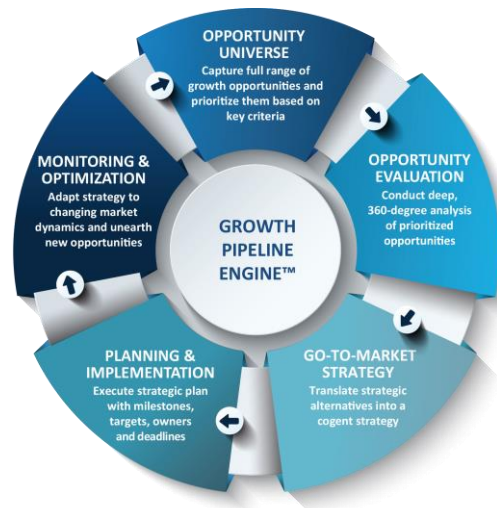 OPPORTUNITY
UNIVERSE
Capture full range of
growth opportunities and
prioritize them based on
key criteria
OPPORTUNITY
EVALUATION
Conduct deep,
360-degree analysis
of prioritized
opportunities
GO-TO-MARKET
STRATEGY
Translate strategic
alternatives into a
cogent strategy
PLANNING &
IMPLEMENTATION
Execute strategic plan
with milestones,
targets, owners
and deadlines
MONITORING &
OPTIMIZATION
Adapt strategy to
changing market
dynamics and unearth
new opportunities
GROWTH
PIPELINE
ENGINE™